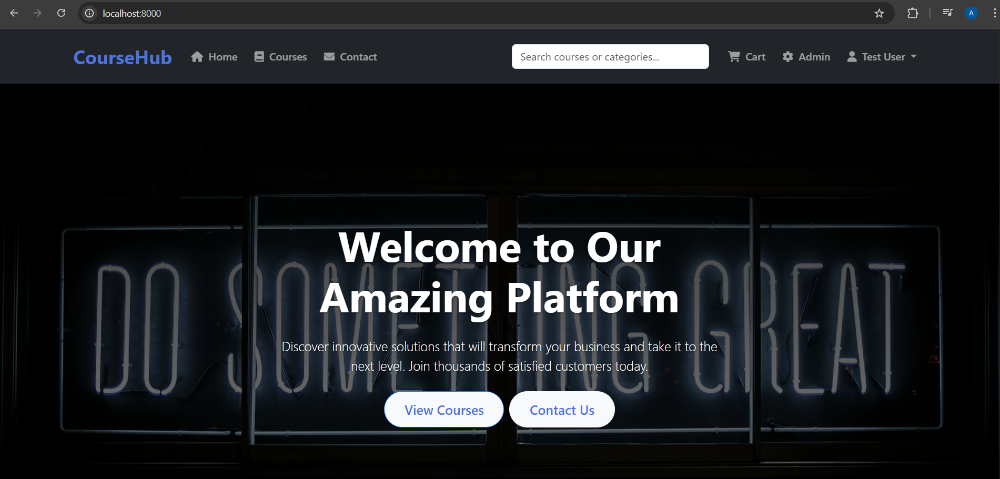 localhost:8000
A
CourseHub Home Courses Contact Search courses or categories... Cart Admin Test User
Welcome to Our
Amazing Platform
DO SOMETHING GREAT
Discover innovative solutions that will transform your business and take it to the
next level. Join thousands of satisfied customers today.
View Courses Contact Us